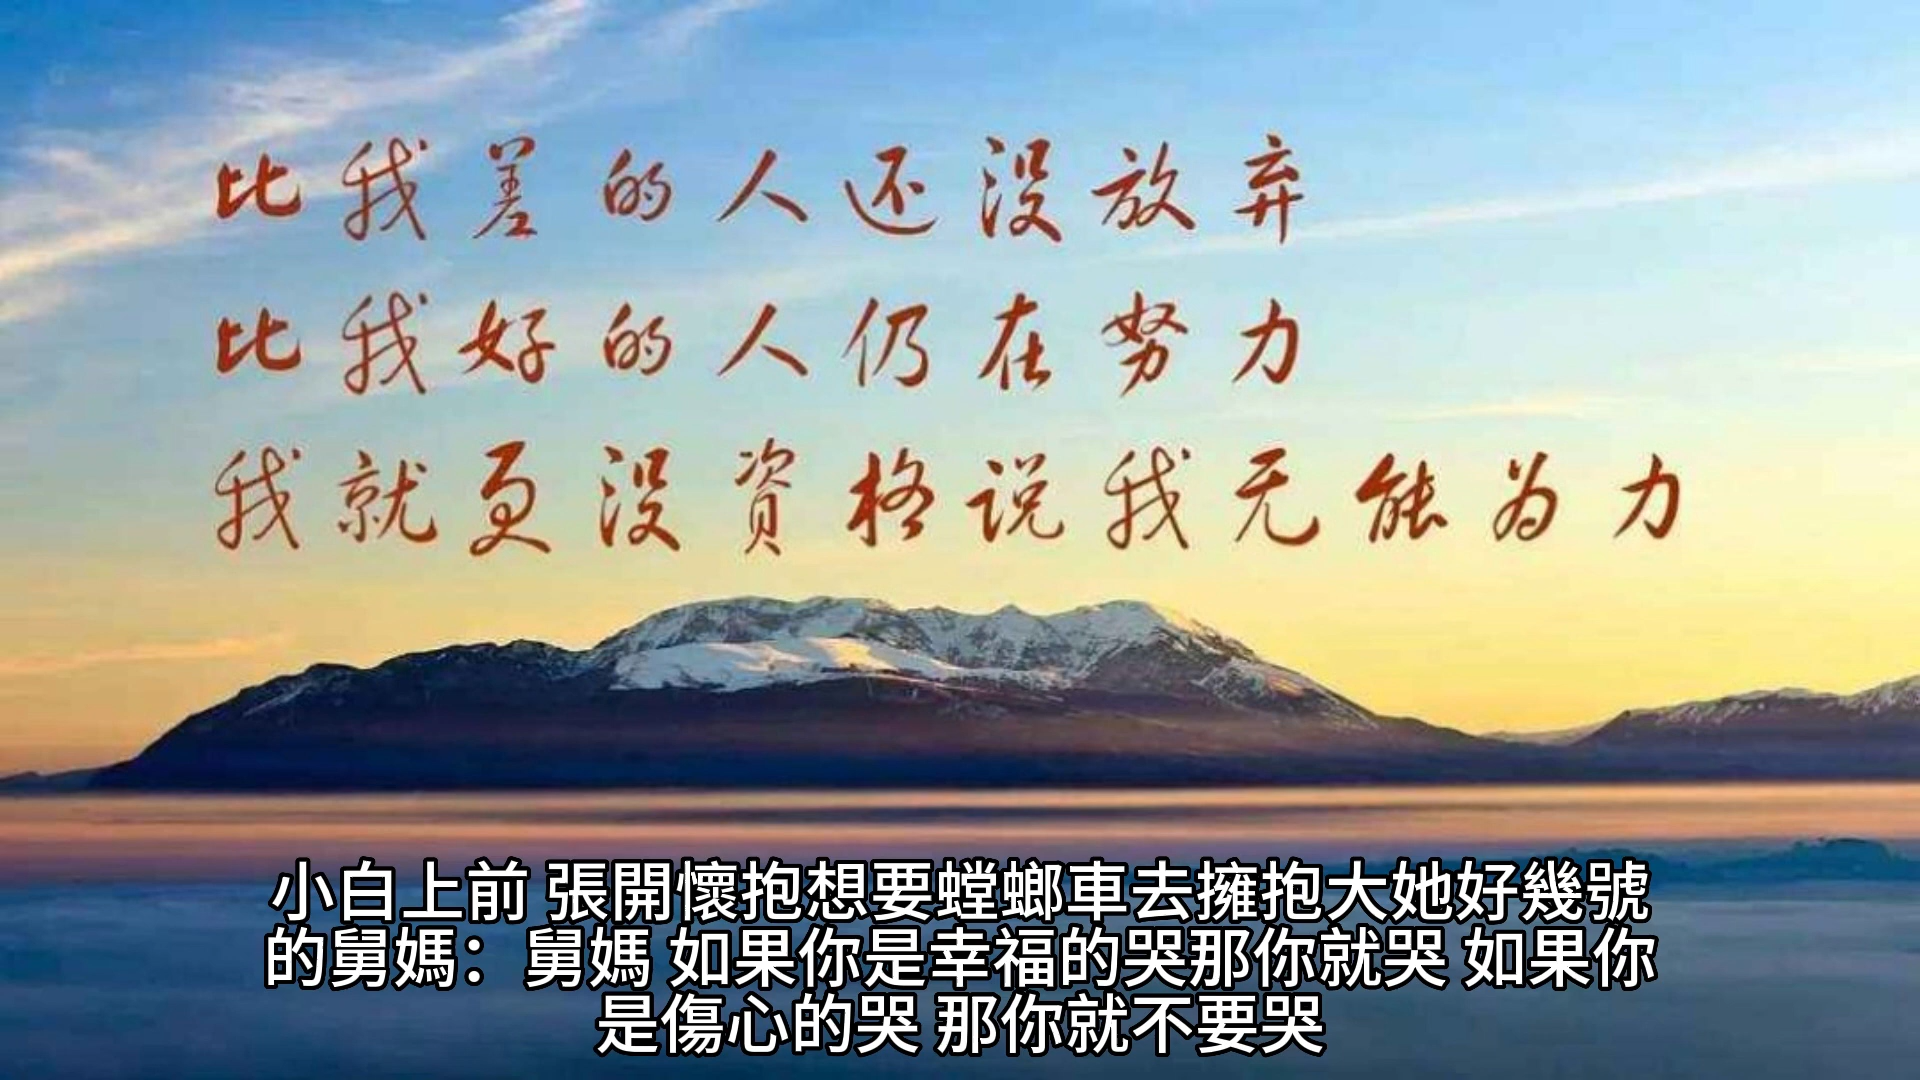 比我差的人还没放弃
比我好的人仍在努力
我就更没資格说我无能为力
小白上前 張開懷抱想要螳螂車去擁抱大她好幾號
的舅媽：舅媽 如果你是幸福的哭那你就哭 如果你
是傷心的哭 那你就不要哭